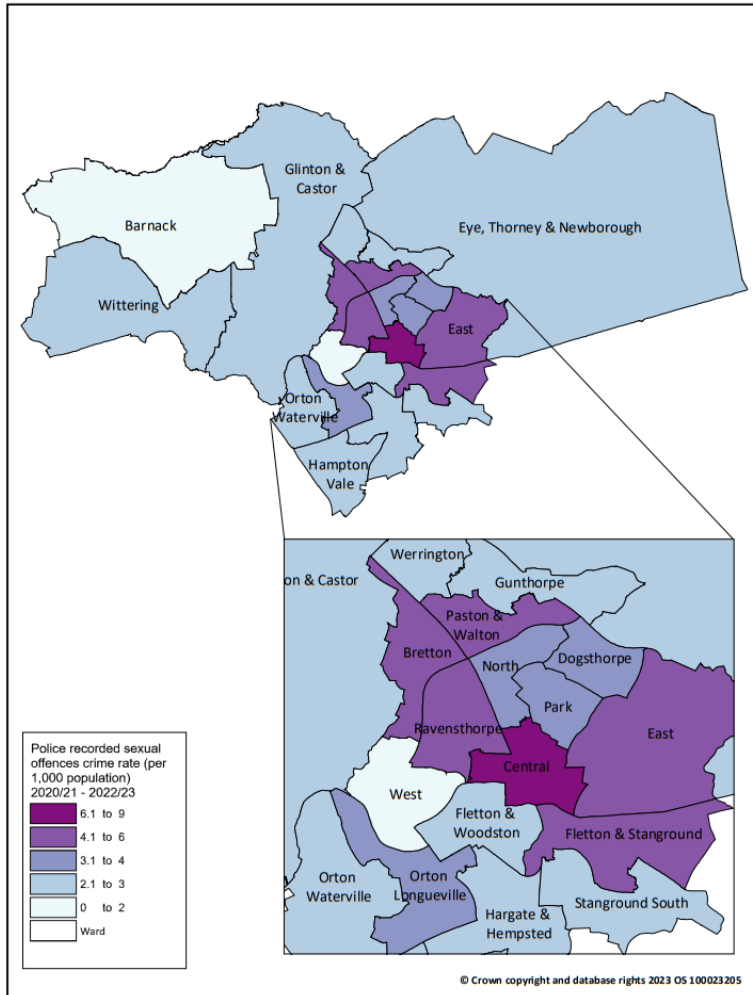 Glinton &
Castor
Barnack
Eye, Thorney & Newborough
Wittering
East
Orton
Waterville
Hampton
Vale
Werrington
on & Castor
Gunthorpe
Paston &
Walton
Bretton
North
Dogsthorpe
Park
Ravensthorpe
East
Central
West
Fletton &
Woodston
Fletton & Stanground
Orton
Waterville
Orton
Longueville
Stanground South
Hargate &
Hempsted
Police recorded sexual
offences crime rate (per
1,000 population)
2020/21 - 2022/23
6.1 to 9
4.1 to 6
3.1 to 4
2.1 to 3
0 to 2
Ward
© Crown copyright and database rights 2023 OS 100023205